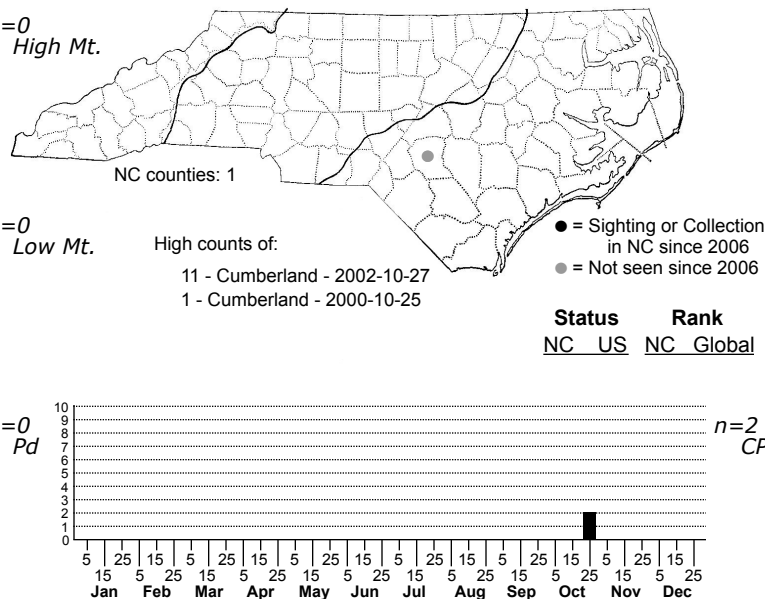 =0
High Mt.
NC counties: 1
=0
Low Mt.
High counts of:
11 - Cumberland - 2002-10-27
1 - Cumberland - 2000-10-25
● = Sighting or Collection
in NC since 2006
● = Not seen since 2006
Status Rank
NC US NC Global
=0
Pd
n=2
CP
10
9
8
7
6
5
4
3
2
1
0
5 25 15 5 25 15 5 25 15 5 25 15 5 25 15 5 25 15
15 5 25 15 5 25 15 5 25 15 5 25 15 5 25 15 5 25
Jan Feb Mar Apr May Jun Jul Aug Sep Oct Nov Dec